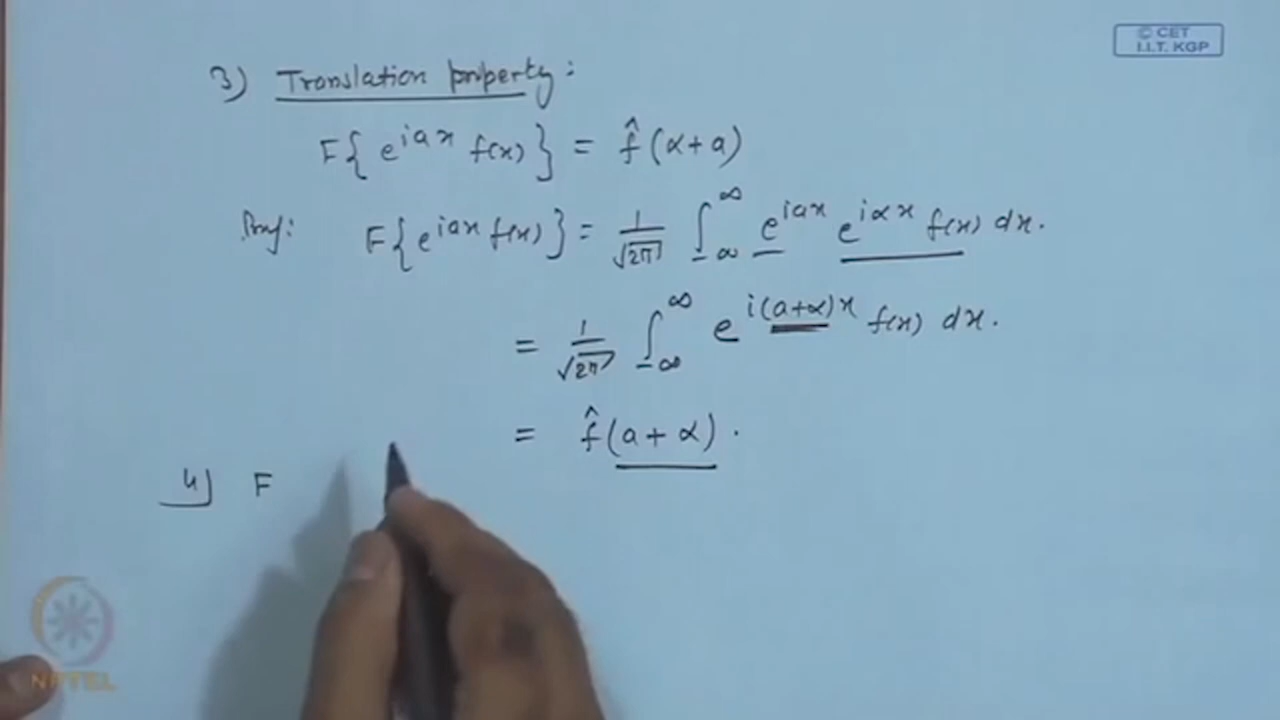 © CET
I.I.T. KGP
3) Translation property:
F{e^{iax} f(x)} = f̂(α+a)
Proof: F{e^{iax} f(x)} = 1/√2π ∫_{-∞}^{∞} e^{iax} e^{iαx} f(x) dx.
= 1/√2π ∫_{-∞}^{∞} e^{i(a+α)x} f(x) dx.
= f̂(a+α).
4) F
NPTEL